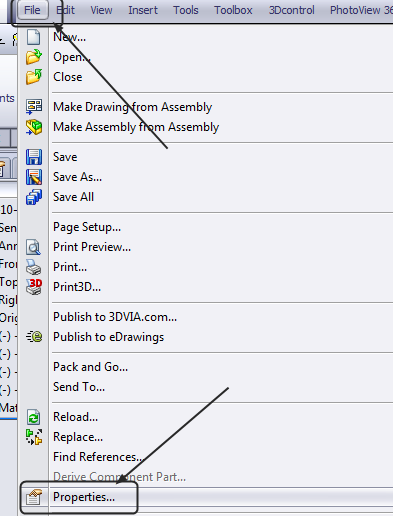 File Edit View Insert Tools Toolbox 3Dcontrol PhotoView 36
New...
Open...
Close
nts
Make Drawing from Assembly
Make Assembly from Assembly
Save
Save As...
Save All
10-
Sen
Page Setup...
Ann
Print Preview...
Fron
Print...
Top
Print3D...
Righ
Orig
Publish to 3DVIA.com...
(-)
Publish to eDrawings
(-)
Pack and Go...
(-)
Send To...
(-)
Mat
Reload...
Replace...
Find References...
Derive Component Part...
Properties...